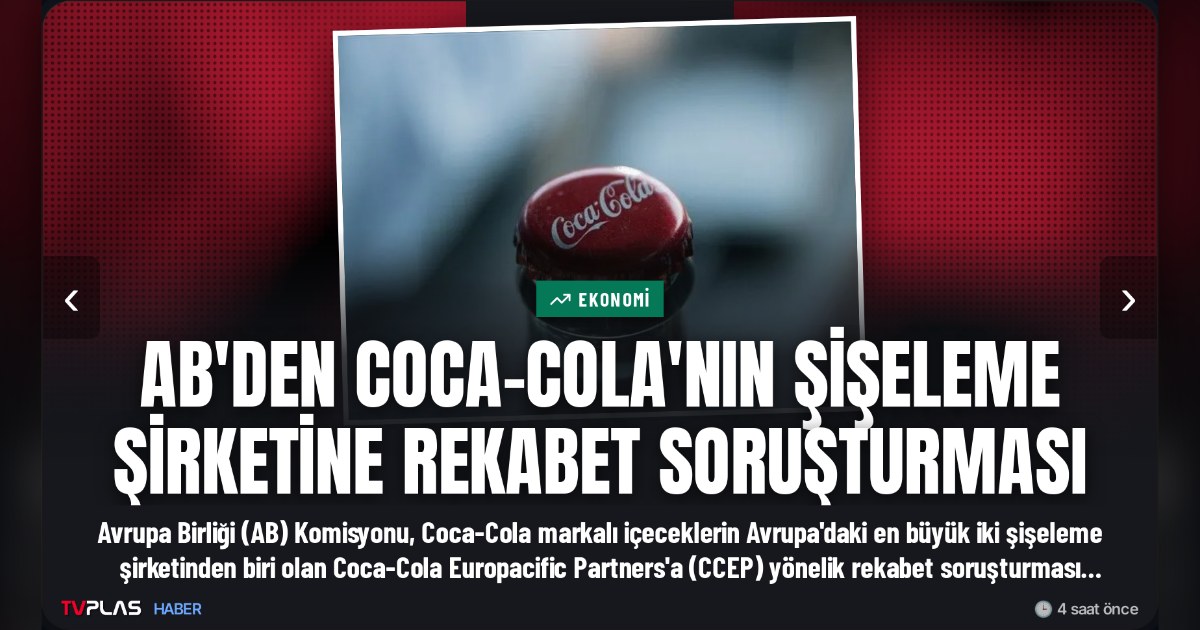 Coca-Cola
EKONOMİ
AB'DEN COCA-COLA'NIN ŞİŞELEME
ŞİRKETİNE REKABET SORUŞTURMASI
Avrupa Birliği (AB) Komisyonu, Coca-Cola markalı içeceklerin Avrupa'daki en büyük iki şişeleme
şirketinden biri olan Coca-Cola Europacific Partners'a (CCEP) yönelik rekabet soruşturması...
TVPLAS HABER
4 saat önce